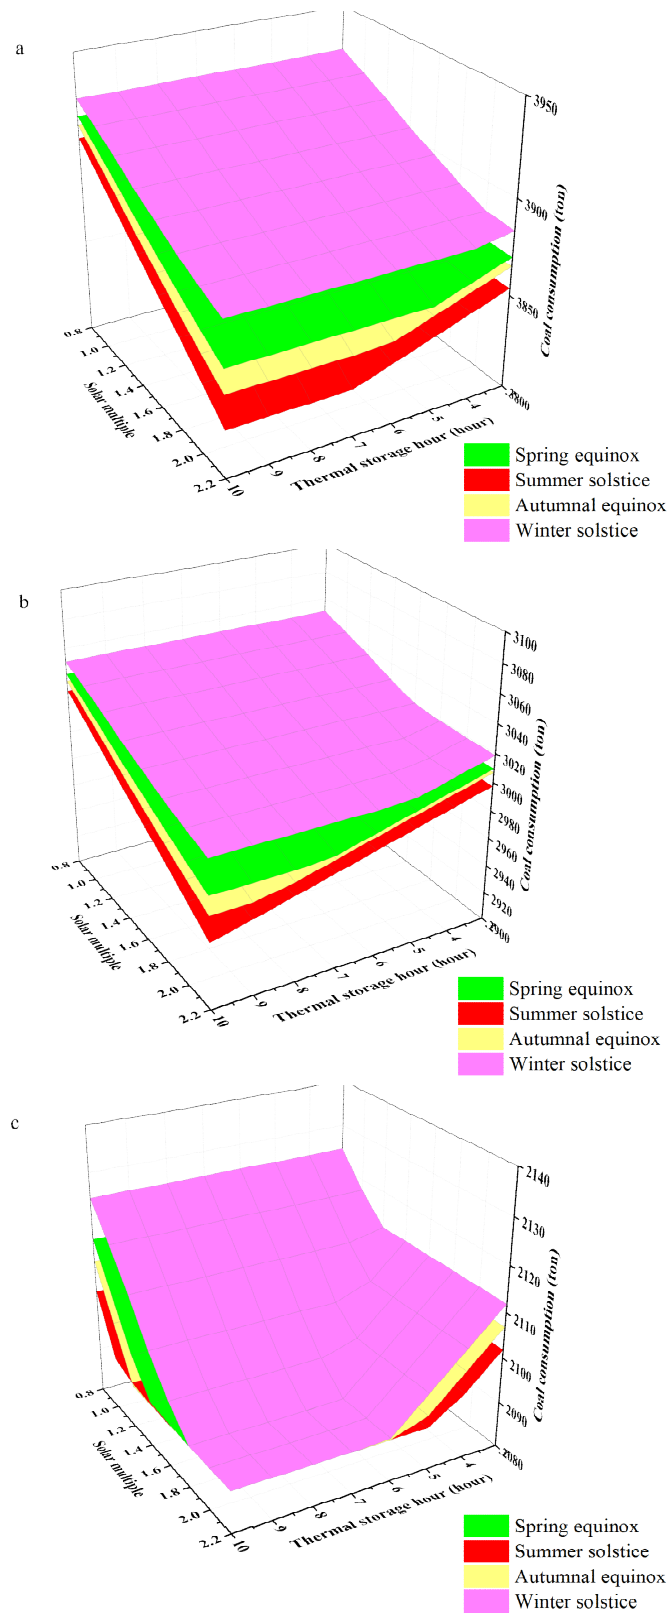 a
3950
3900
3850
3800
Coal consumption (ton)
0.8
1.0
1.2
1.4
1.6
1.8
2.0
2.2
Solar multiple
10
9
8
7
6
5
4
Thermal storage hour (hour)
Spring equinox
Summer solstice
Autumnal equinox
Winter solstice
b
3100
3080
3060
3040
3020
3000
2980
2960
2940
2920
2900
Coal consumption (ton)
0.8
1.0
1.2
1.4
1.6
1.8
2.0
2.2
Solar multiple
10
9
8
7
6
5
4
Thermal storage hour (hour)
Spring equinox
Summer solstice
Autumnal equinox
Winter solstice
c
2140
2130
2120
2110
2100
2090
2080
Coal consumption (ton)
0.8
1.0
1.2
1.4
1.6
1.8
2.0
2.2
Solar multiple
10
9
8
7
6
5
4
Thermal storage hour (hour)
Spring equinox
Summer solstice
Autumnal equinox
Winter solstice